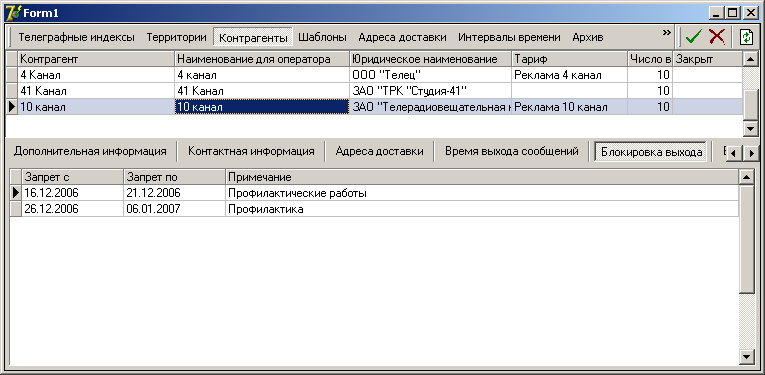 Form1
Телеграфные индексы Территории Контрагенты Шаблоны Адреса доставки Интервалы времени Архив »
Контрагент Наименование для оператора Юридическое наименование Тариф Число в Закрыт
4 Канал 4 канал ООО "Телец" Реклама 4 канал 10
41 Канал 41 Канал ЗАО "ТРК "Студия-41" 10
10 канал 10 канал ЗАО "Телерадиовещательная к Реклама 10 канал 10
Дополнительная информация Контактная информация Адреса доставки Время выхода сообщений Блокировка выхода
Запрет с Запрет по Примечание
16.12.2006 21.12.2006 Профилактические работы
26.12.2006 06.01.2007 Профилактика